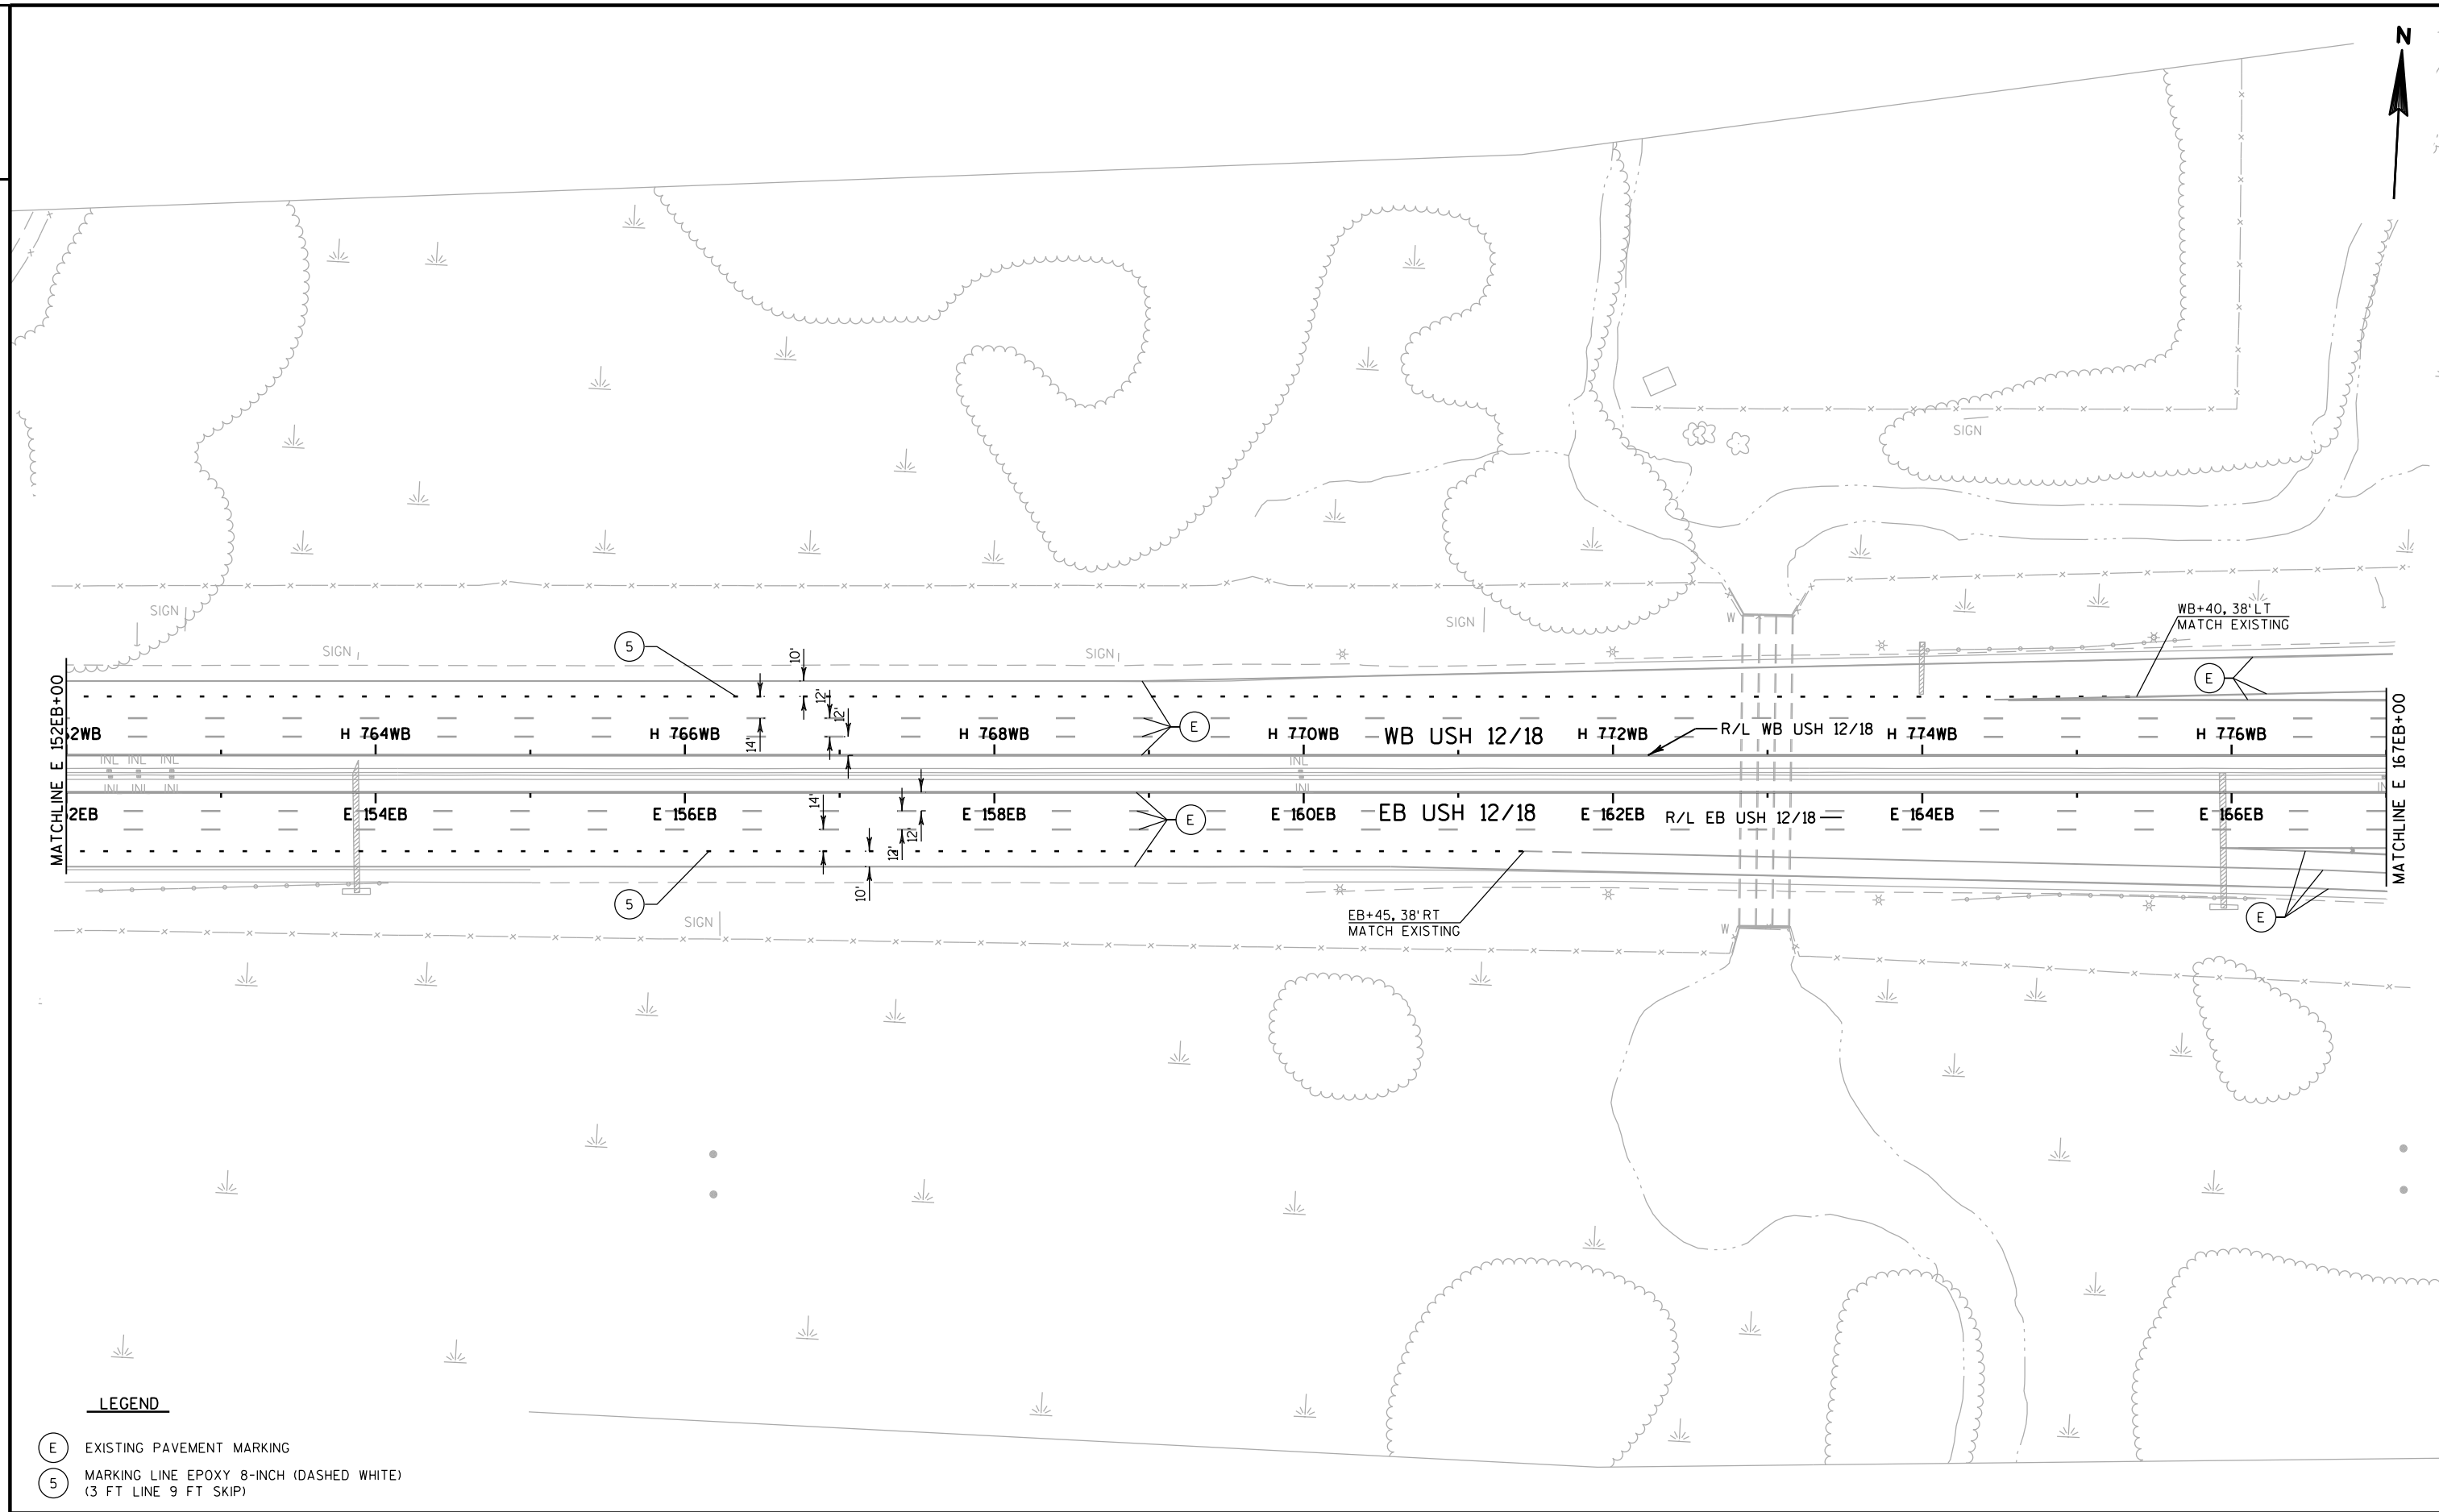 N
SIGN
SIGN
SIGN
SIGN
SIGN
W
WB+40, 38' LT
MATCH EXISTING
5
10'
12'
12'
14'
E
E
MATCHLINE E 152EB+00
2WB
H 764WB
H 766WB
H 768WB
H 770WB
WB USH 12/18
H 772WB
R/L WB USH 12/18
H 774WB
H 776WB
MATCHLINE E 167EB+00
INL INL INL
INL
INL INL INL
INL
14'
12'
12'
10'
E
2EB
E 154EB
E 156EB
E 158EB
E 160EB
EB USH 12/18
E 162EB
R/L EB USH 12/18
E 164EB
E 166EB
5
SIGN
EB+45, 38' RT
MATCH EXISTING
W
E
LEGEND
E EXISTING PAVEMENT MARKING
5 MARKING LINE EPOXY 8-INCH (DASHED WHITE)
(3 FT LINE 9 FT SKIP)